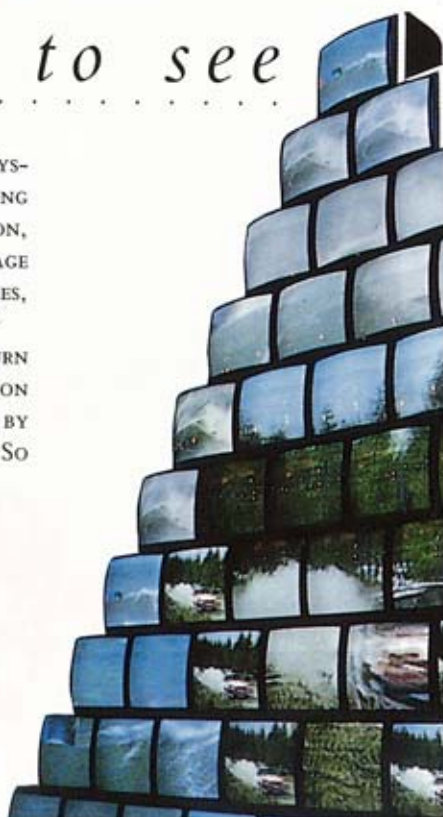 to see
YS-
NG
ON,
AGE
ES,
URN
ON
BY
SO